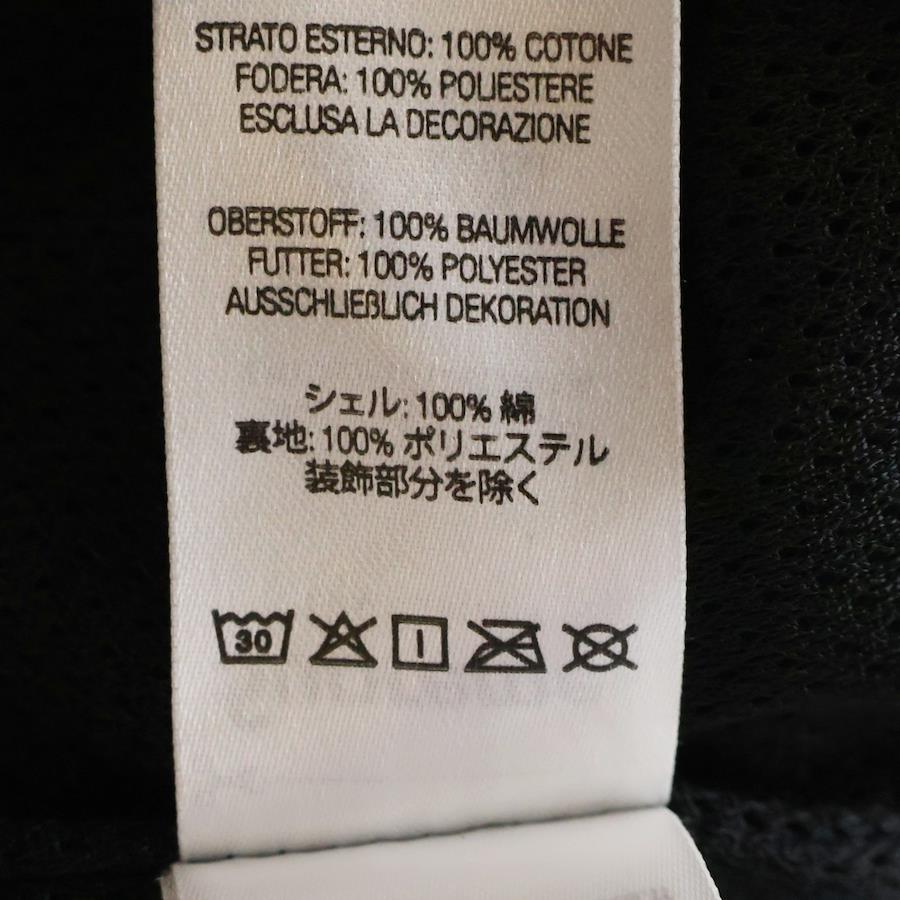 STRATO ESTERNO: 100% COTONE
FODERA: 100% POLIESTERE
ESCLUSA LA DECORAZIONE
OBERSTOFF: 100% BAUMWOLLE
FUTTER: 100% POLYESTER
AUSSCHLIEßLICH DEKORATION
シェル: 100% 綿
裏地: 100% ポリエステル
装飾部分を除く
30